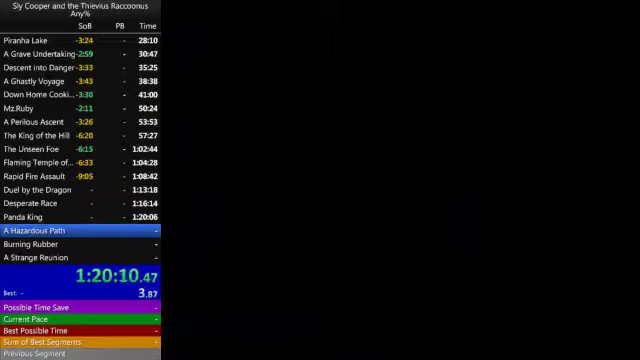 Sly Cooper and the Thievius Raccoonus
Any%
SoB PB Time
Piranha Lake -3:24 - 28:10
A Grave Undertaking -2:59 - 30:47
Descent into Danger -3:33 - 35:25
A Ghastly Voyage -3:43 - 38:38
Down Home Cooki... -3:30 - 41:00
Mz.Ruby -2:11 - 50:24
A Perilous Ascent -3:26 - 53:53
The King of the Hill -6:20 - 57:27
The Unseen Foe -6:15 - 1:02:44
Flaming Temple of... -6:33 - 1:04:28
Rapid Fire Assault -9:05 - 1:08:42
Duel by the Dragon - - 1:13:18
Desperate Race - - 1:16:14
Panda King - - 1:20:06
A Hazardous Path -
Burning Rubber -
A Strange Reunion -
1:20:10.47
Best: - 3.87
Possible Time Save -
Current Pace -
Best Possible Time -
Sum of Best Segments -
Previous Segment -